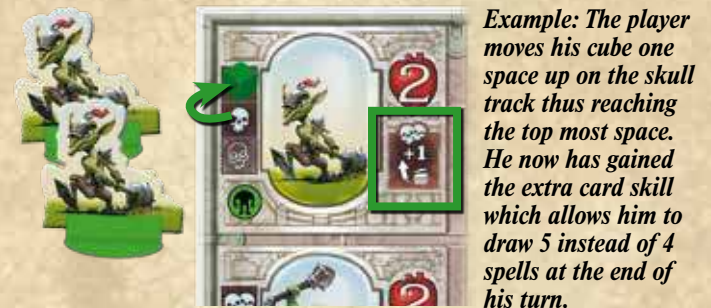 2
+1
2
Example: The player
moves his cube one
space up on the skull
track thus reaching
the top most space.
He now has gained
the extra card skill
which allows him to
draw 5 instead of 4
spells at the end of
his turn.